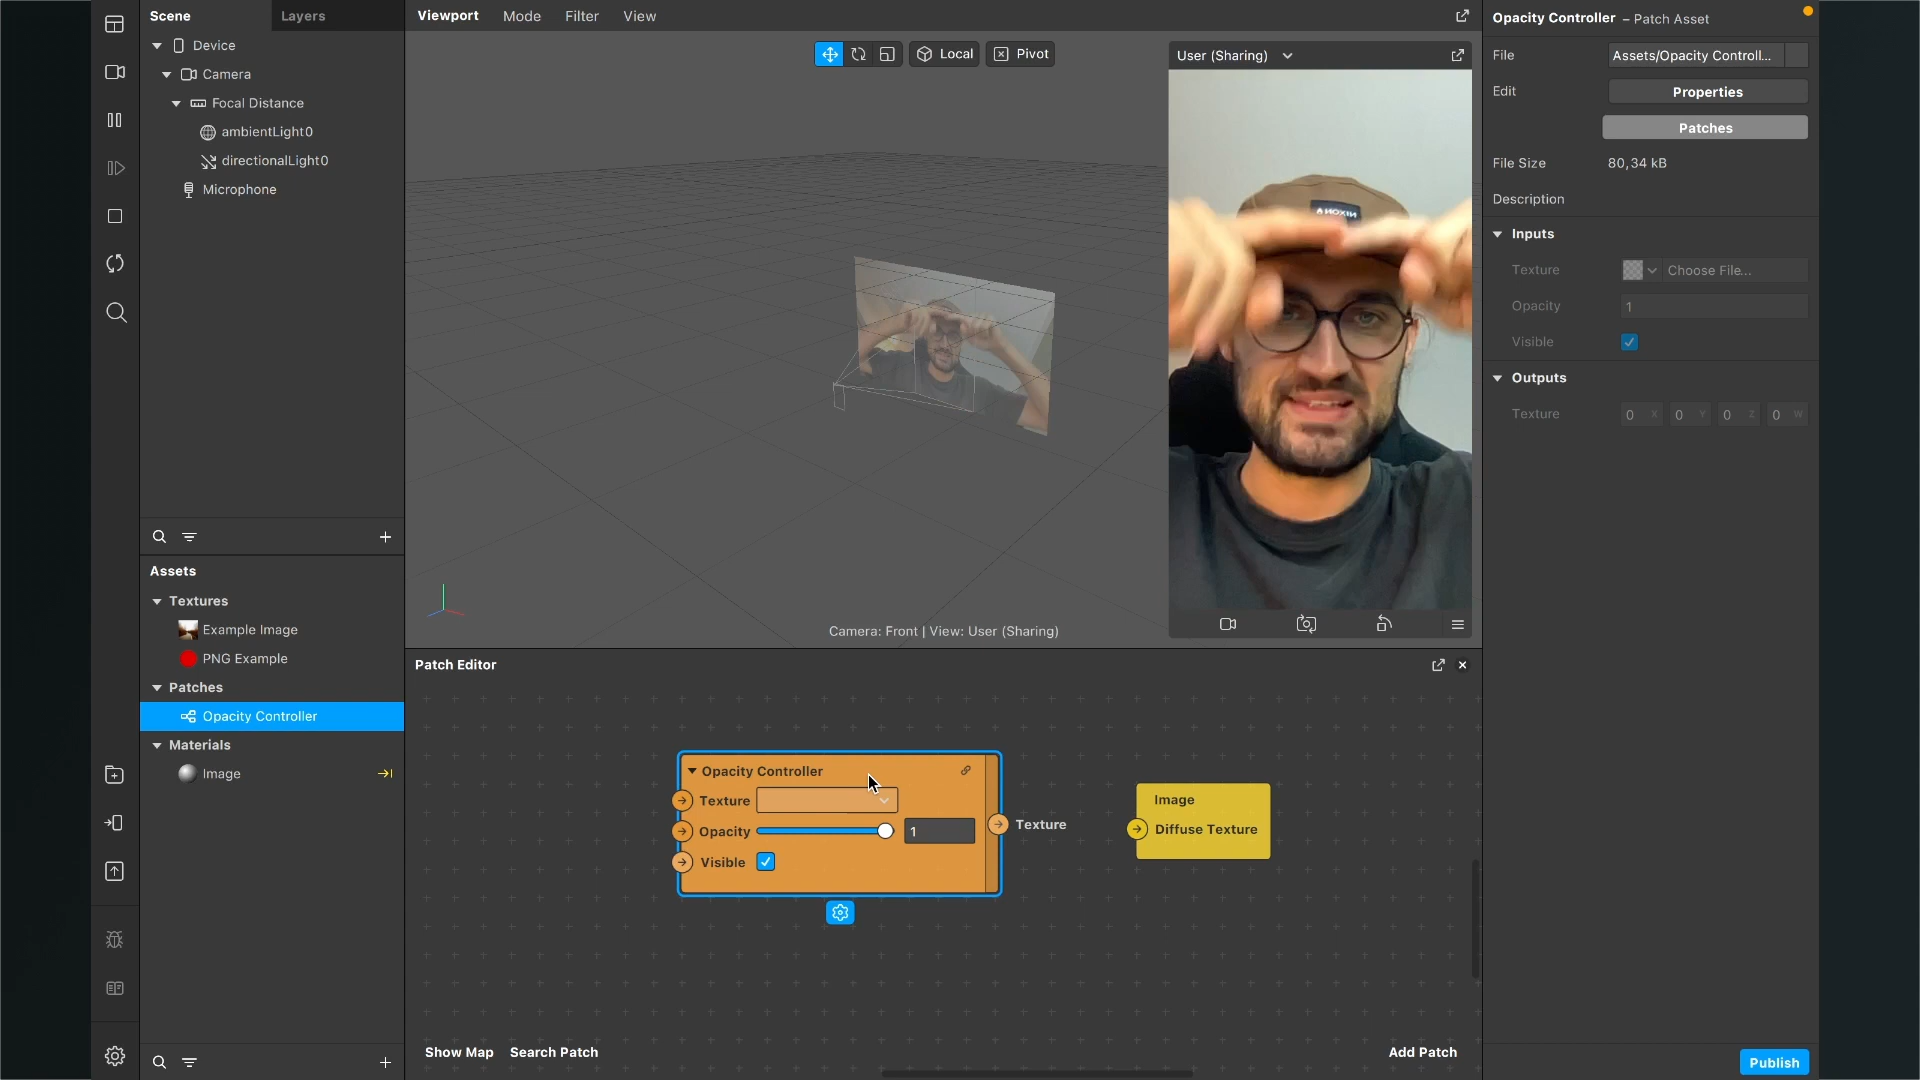 Scene
Layers
Device
Camera
Focal Distance
ambientLight0
directionalLight0
Microphone
Assets
Textures
Example Image
PNG Example
Patches
Opacity Controller
Materials
Image
Viewport
Mode
Filter
View
Local
Pivot
User (Sharing)
NIXON
Camera: Front | View: User (Sharing)
Patch Editor
Opacity Controller
Texture
Opacity
1
Visible
Texture
Image
Diffuse Texture
Show Map
Search Patch
Add Patch
Opacity Controller – Patch Asset
File
Assets/Opacity Controll...
Edit
Properties
Patches
File Size
80,34 kB
Description
Inputs
Texture
Choose File...
Opacity
1
Visible
Outputs
Texture
0 X 0 Y 0 Z 0 W
Publish